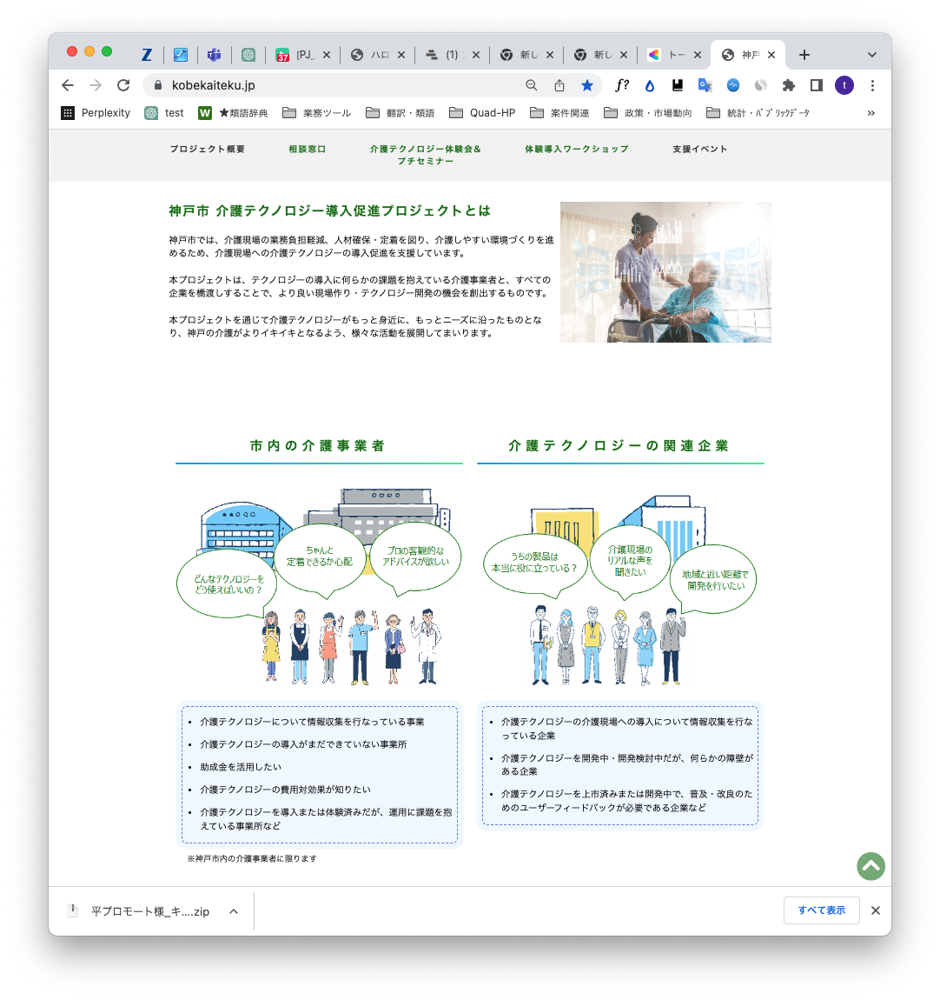 Z
37
[PJ_
ハロ
(1)
新し
新し
トー
神戸
kobekaiteku.jp
f?
t
Perplexity
test
W
★類語辞典
業務ツール
翻訳・類語
Quad-HP
案件関連
政策・市場動向
統計・ﾊﾟﾌﾞﾘｯｸﾃﾞｰﾀ
»
プロジェクト概要
相談窓口
介護テクノロジー体験会&
プチセミナー
体験導入ワークショップ
支援イベント
神戸市 介護テクノロジー導入促進プロジェクトとは
神戸市では、介護現場の業務負担軽減、人材確保・定着を図り、介護しやすい環境づくりを進
めるため、介護現場への介護テクノロジーの導入促進を支援しています。
本プロジェクトは、テクノロジーの導入に何らかの課題を抱えている介護事業者と、すべての
企業を橋渡しすることで、より良い現場作り・テクノロジー開発の機会を創出するものです。
本プロジェクトを通じて介護テクノロジーがもっと身近に、もっとニーズに沿ったものとな
り、神戸の介護がよりイキイキとなるよう、様々な活動を展開してまいります。
市内の介護事業者
どんなテクノロジーを
どう使えばいいの？
ちゃんと
定着できるか心配
プロの客観的な
アドバイスが欲しい
・ 介護テクノロジーについて情報収集を行なっている事業
・ 介護テクノロジーの導入がまだできていない事業所
・ 助成金を活用したい
・ 介護テクノロジーの費用対効果が知りたい
・ 介護テクノロジーを導入または体験済みだが、運用に課題を抱
えている事業所など
※神戸市内の介護事業者に限ります
介護テクノロジーの関連企業
うちの製品は
本当に役に立っている？
介護現場の
リアルな声を
聞きたい
地域と近い距離で
開発を行いたい
・ 介護テクノロジーの介護現場への導入について情報収集を行な
っている企業
・ 介護テクノロジーを開発中・開発検討中だが、何らかの障壁が
ある企業
・ 介護テクノロジーを上市済みまたは開発中で、普及・改良のた
めのユーザーフィードバックが必要である企業など
平プロモート様_キ....zip
すべて表示